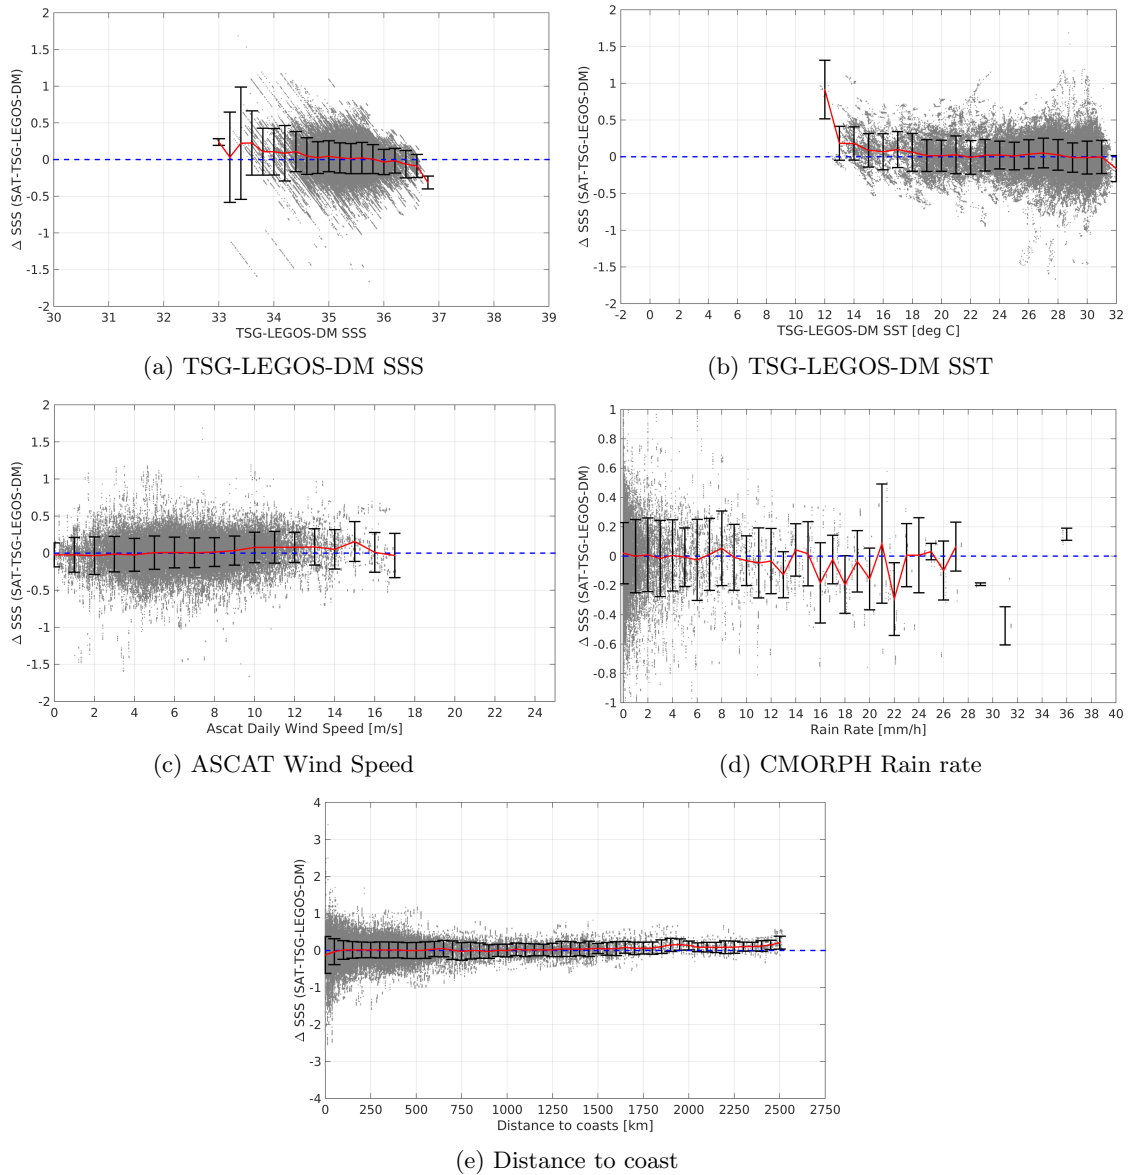 Δ SSS (SAT-TSG-LEGOS-DM)
2
1.5
1
0.5
0
-0.5
-1
-1.5
-2
30 31 32 33 34 35 36 37 38 39
TSG-LEGOS-DM SSS
(a) TSG-LEGOS-DM SSS
Δ SSS (SAT-TSG-LEGOS-DM)
2
1.5
1
0.5
0
-0.5
-1
-1.5
-2
-2 0 2 4 6 8 10 12 14 16 18 20 22 24 26 28 30 32
TSG-LEGOS-DM SST [deg C]
(b) TSG-LEGOS-DM SST
Δ SSS (SAT-TSG-LEGOS-DM)
2
1.5
1
0.5
0
-0.5
-1
-1.5
-2
0 2 4 6 8 10 12 14 16 18 20 22 24
Ascat Daily Wind Speed [m/s]
(c) ASCAT Wind Speed
Δ SSS (SAT-TSG-LEGOS-DM)
1
0.8
0.6
0.4
0.2
0
-0.2
-0.4
-0.6
-0.8
-1
0 2 4 6 8 10 12 14 16 18 20 22 24 26 28 30 32 34 36 38 40
Rain Rate [mm/h]
(d) CMORPH Rain rate
Δ SSS (SAT-TSG-LEGOS-DM)
4
3
2
1
0
-1
-2
-3
-4
0 250 500 750 1000 1250 1500 1750 2000 2250 2500 2750
Distance to coasts [km]
(e) Distance to coast